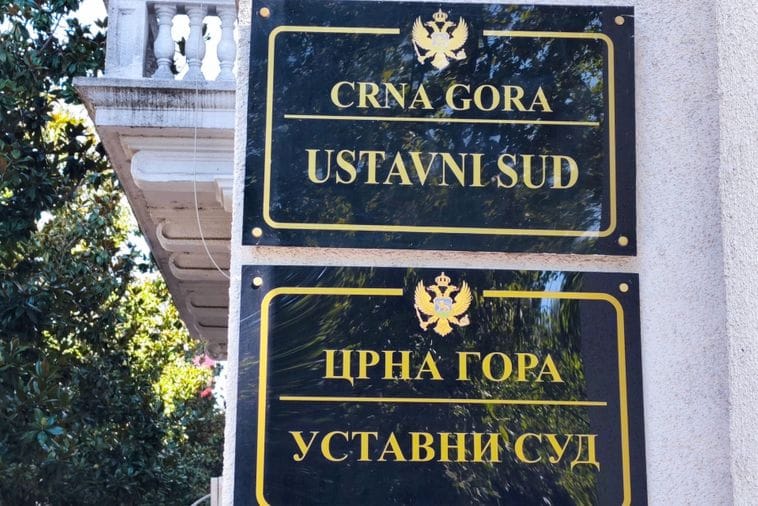 CRNA GORA
USTAVNI SUD
ЦРНА ГОРА
УСТАВНИ СУД